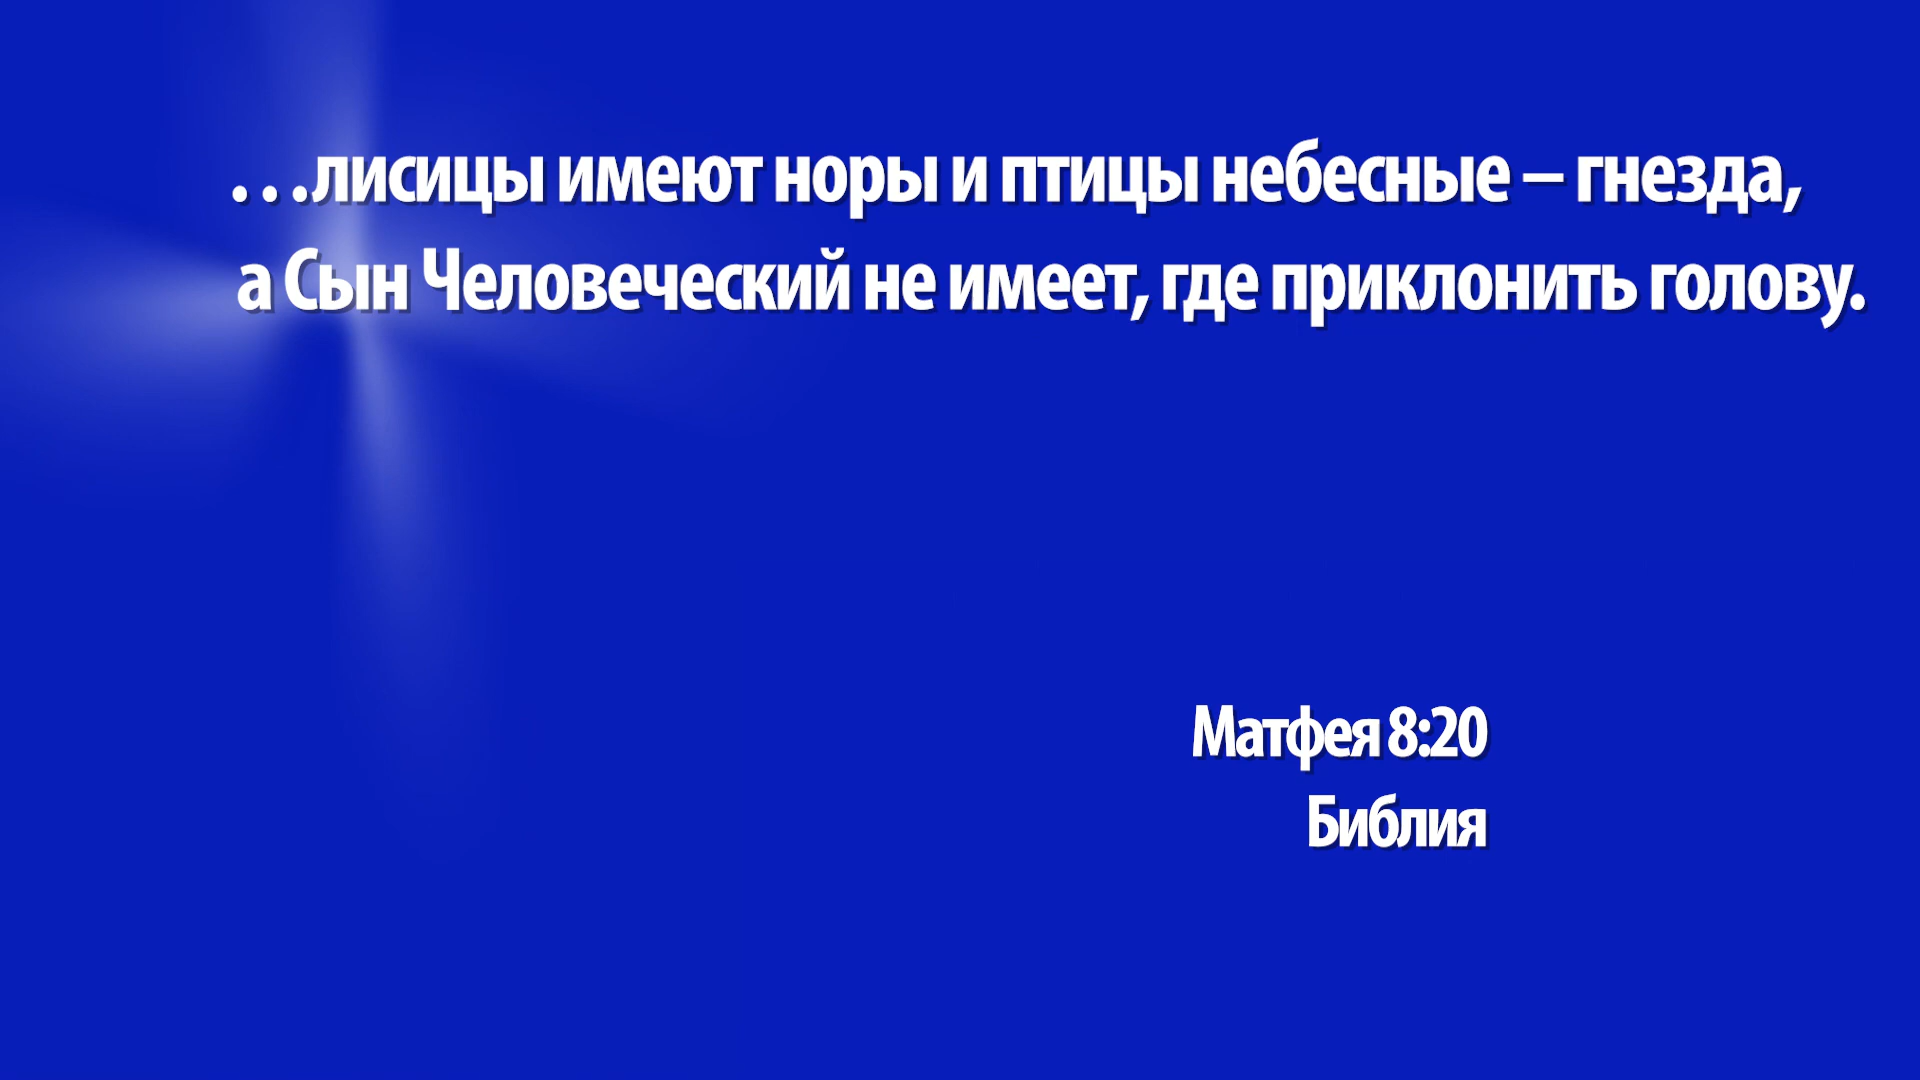 …лисицы имеют норы и птицы небесные – гнезда,
а Сын Человеческий не имеет, где приклонить голову.
Матфея 8:20
Библия